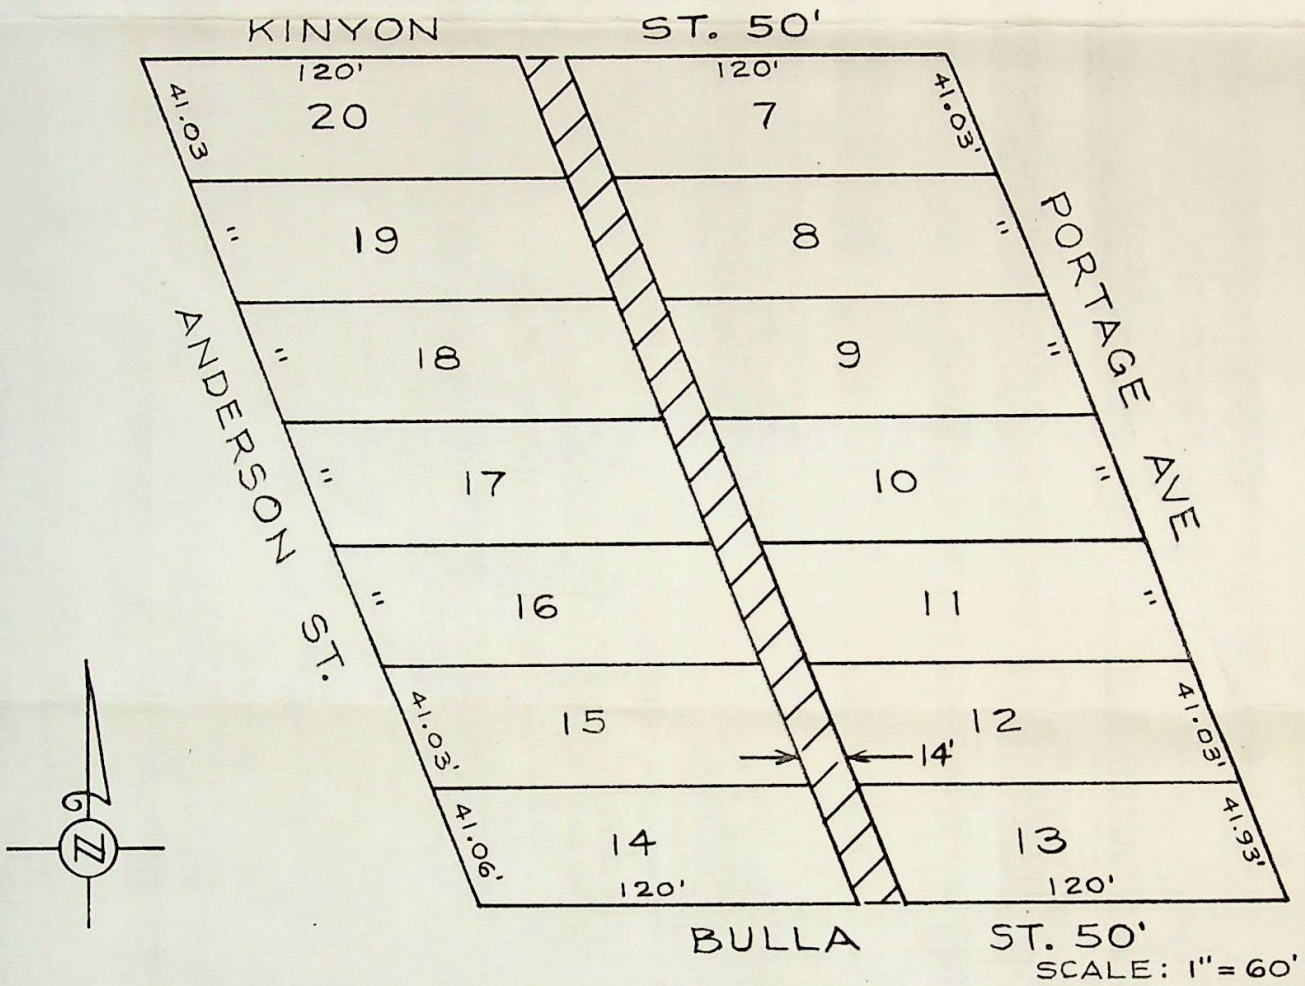 KINYON ST. 50'
120' 120'
41.03 20 7 41.03'
" 19 8 "
PORTAGE AVE
ANDERSON ST.
" 18 9 "
" 17 10 "
" 16 11 "
41.03' 15 12 41.03'
14'
41.06' 14 13 41.93'
120' 120'
N
BULLA ST. 50'
SCALE: 1" = 60'